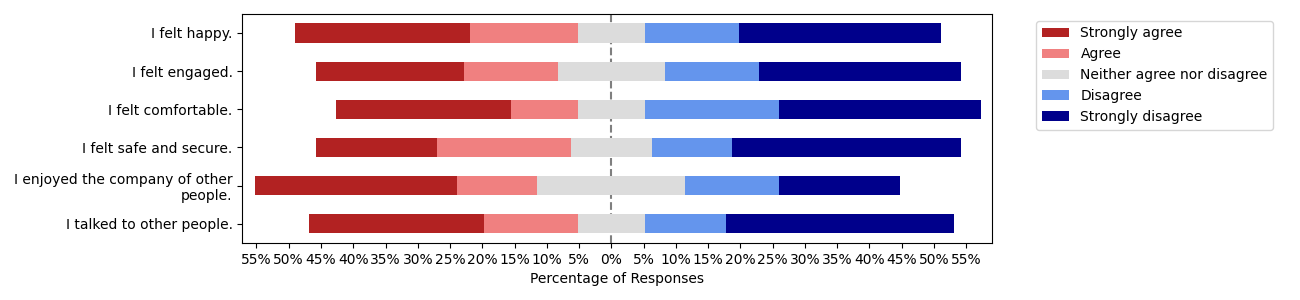 I felt happy.
I felt engaged.
I felt comfortable.
I felt safe and secure.
I enjoyed the company of other
people.
I talked to other people.
55% 50% 45% 40% 35% 30% 25% 20% 15% 10% 5% 0% 5% 10% 15% 20% 25% 30% 35% 40% 45% 50% 55%
Percentage of Responses
Strongly agree
Agree
Neither agree nor disagree
Disagree
Strongly disagree